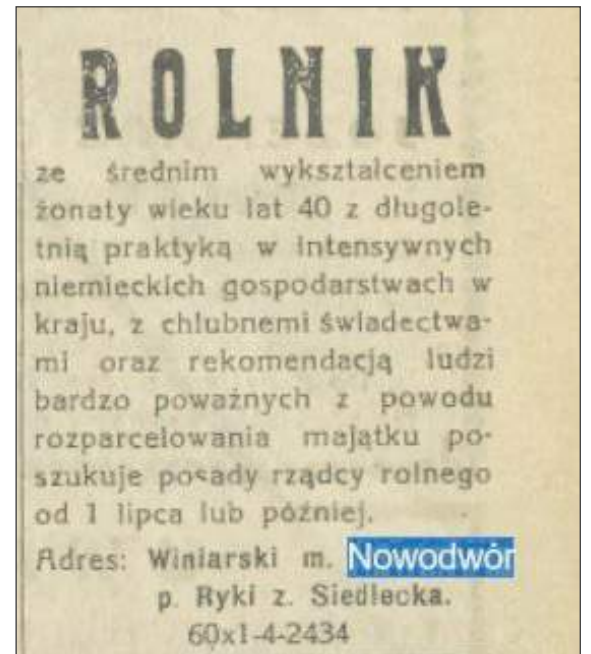 ROLNIK
ze średnim wykształceniem
żonaty wieku lat 40 z długole-
tnią praktyką w intensywnych
niemieckich gospodarstwach w
kraju, z chlubnemi świadectwa-
mi oraz rekomendacją ludzi
bardzo poważnych z powodu
rozparcelowania majątku po-
szukuje posady rządcy rolnego
od 1 lipca lub później.
Adres: Winiarski m. Nowodwór
p. Ryki z. Siedlecka.
60x1-4-2434